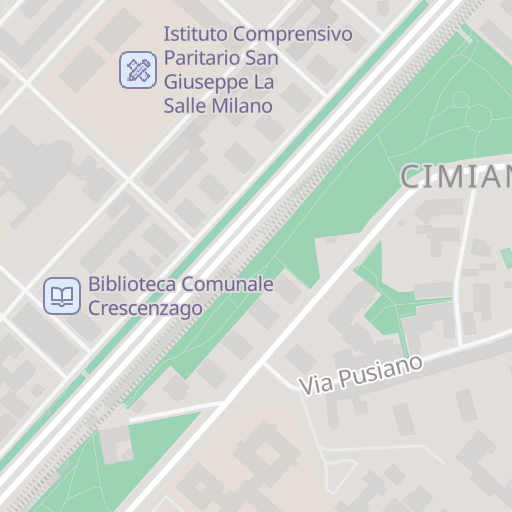 Istituto Comprensivo
Paritario San
Giuseppe La
Salle Milano
CIMIAN
Biblioteca Comunale
Crescenzago
Via Pusiano